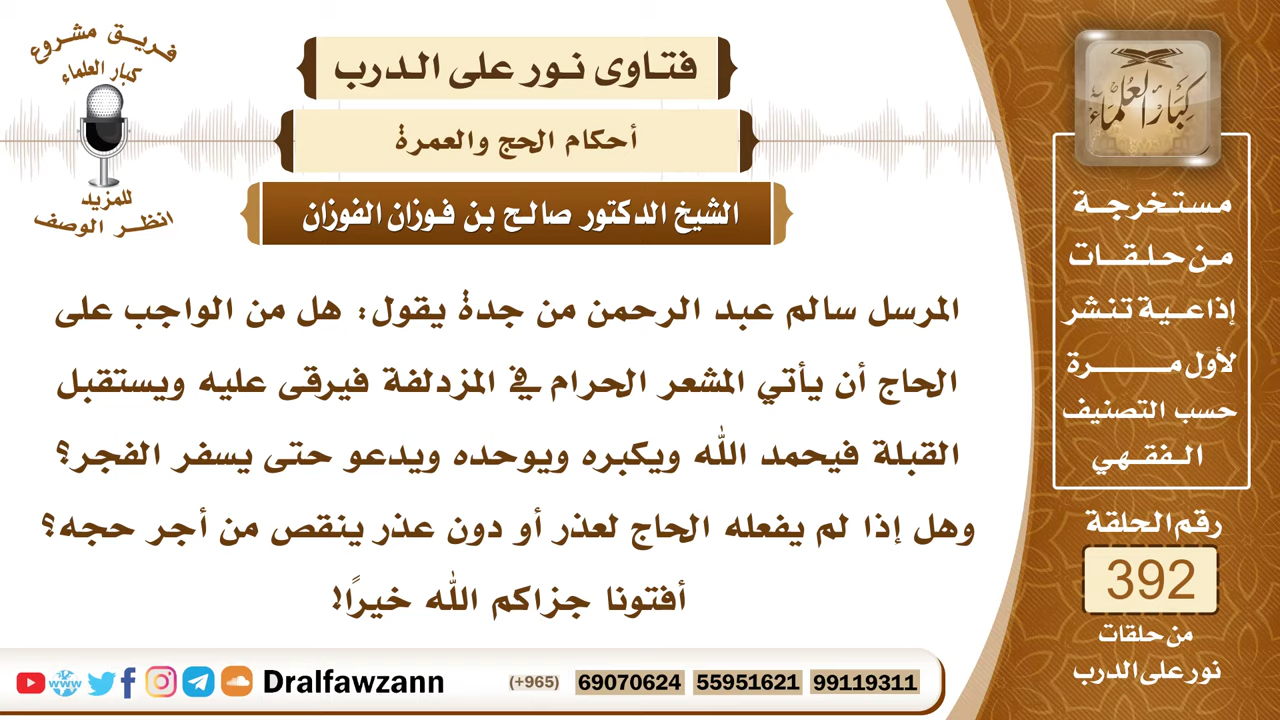 فريق مشروع
كبار العلماء
للمزيد
انظر الوصف
فتاوى نور على الدرب
أحكام الحج والعمرة
الشيخ الدكتور صالح بن فوزان الفوزان
المرسل سالم عبد الرحمن من جدة يقول: هل من الواجب على
الحاج أن يأتي المشعر الحرام في المزدلفة فيرقى عليه ويستقبل
القبلة فيحمد الله ويكبره ويوحده ويدعو حتى يسفر الفجر؟
وهل إذا لم يفعله الحاج لعذر أو دون عذر ينقص من أجر حجه؟
أفتونا جزاكم الله خيرًا!
كبار العلماء
مستخرجة
من حلقات
إذاعية تنشر
لأول مرة
حسب التصنيف
الفقهي
رقم الحلقة
392
من حلقات
نور على الدرب
www Dralfawzann (+965) 69070624 55951621 99119311